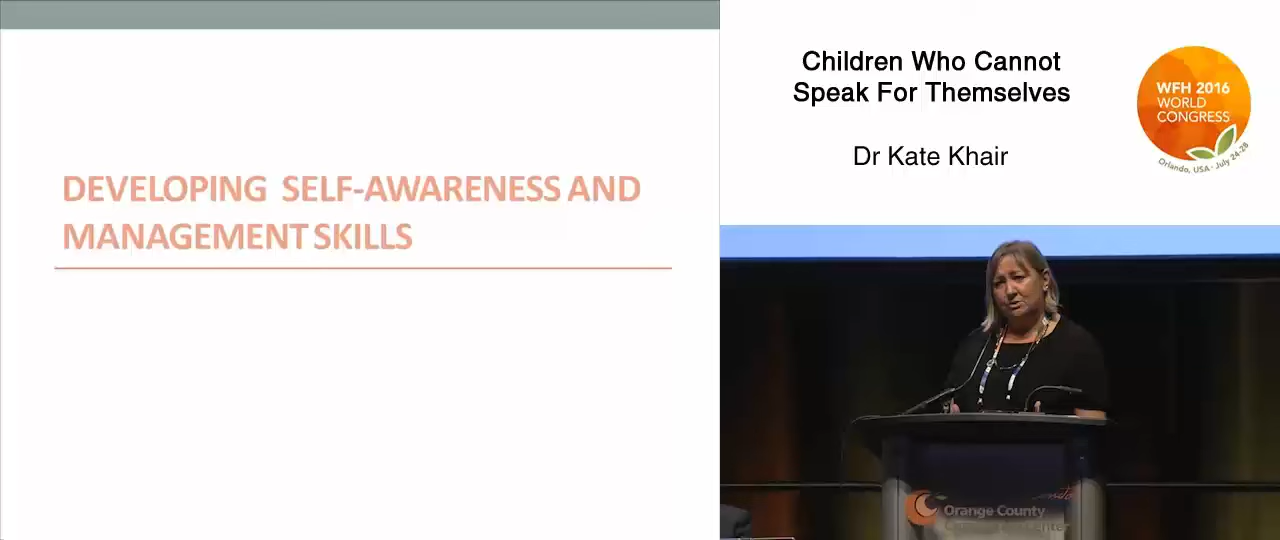 DEVELOPING SELF-AWARENESS AND
MANAGEMENT SKILLS
Children Who Cannot
Speak For Themselves
Dr Kate Khair
WFH 2016
WORLD
CONGRESS
Orlando, USA · July 24-28
Orange County
Center